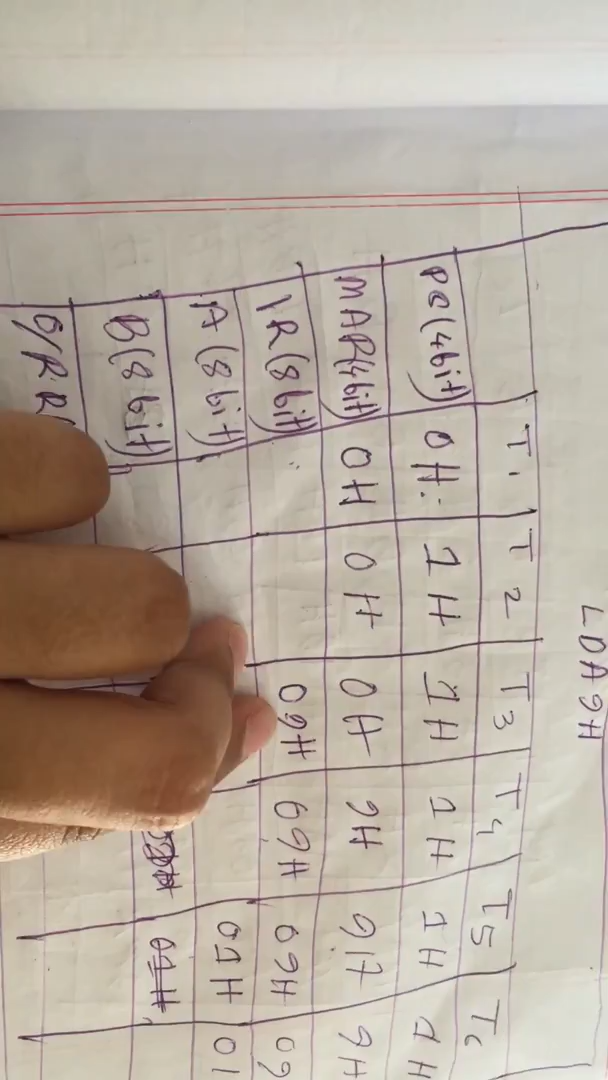 LDA 9H
T1 T2 T3 T4 T5 T6
PC(4bit) 0H 1H 1H 1H 1H 1H
MAR(4bit) 0H 0H 0H 9H 9H 9H
IR(8bit) 09H 09H 09H 09
A(8bit) 01H 01
B(8bit)
O/P R